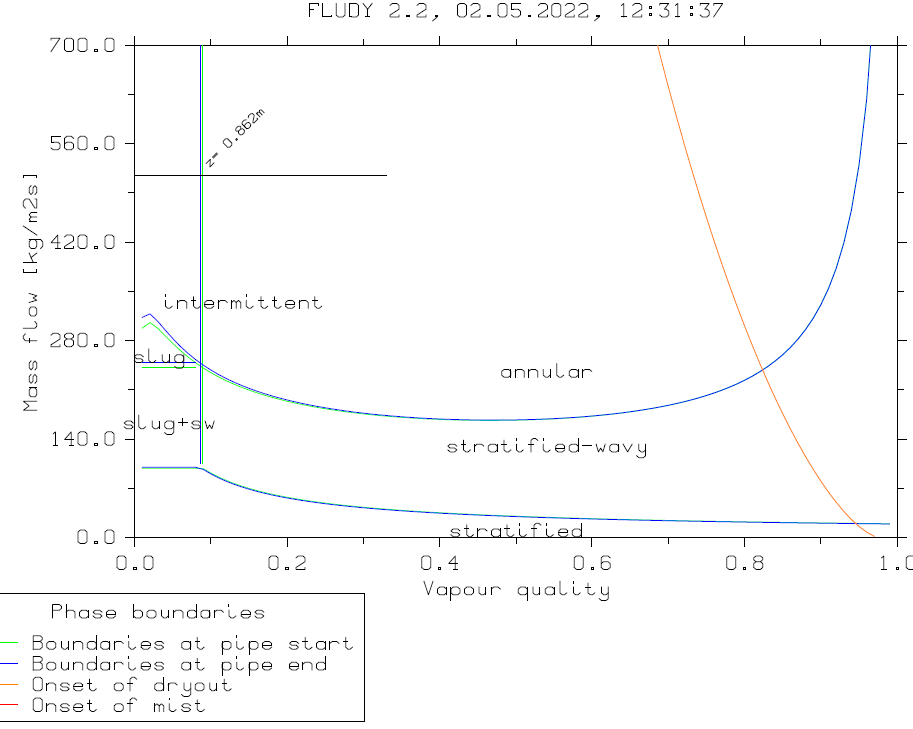 FLUDY 2.2, 02.05.2022, 12:31:37
700.0
560.0
420.0
280.0
140.0
0.0
Mass flow [kg/m2s]
z= 0.862m
intermittent
slug
annular
slug+sw
stratified-wavy
stratified
0.0 0.2 0.4 0.6 0.8 1.0
Vapour quality
Phase boundaries
Boundaries at pipe start
Boundaries at pipe end
Onset of dryout
Onset of mist